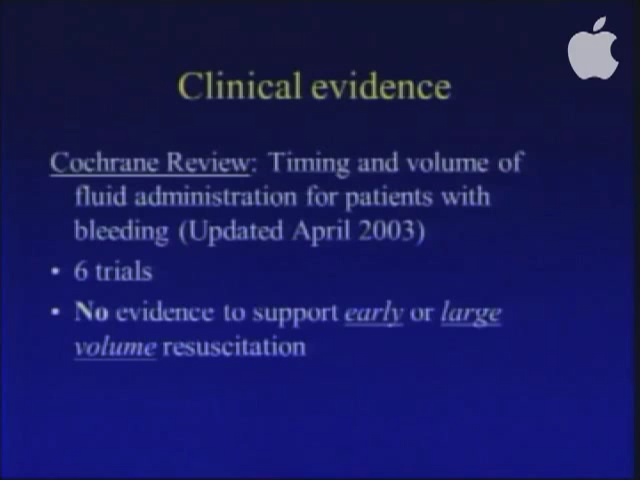 Clinical evidence
Cochrane Review: Timing and volume of
fluid administration for patients with
bleeding (Updated April 2003)
• 6 trials
• No evidence to support early or large
volume resuscitation